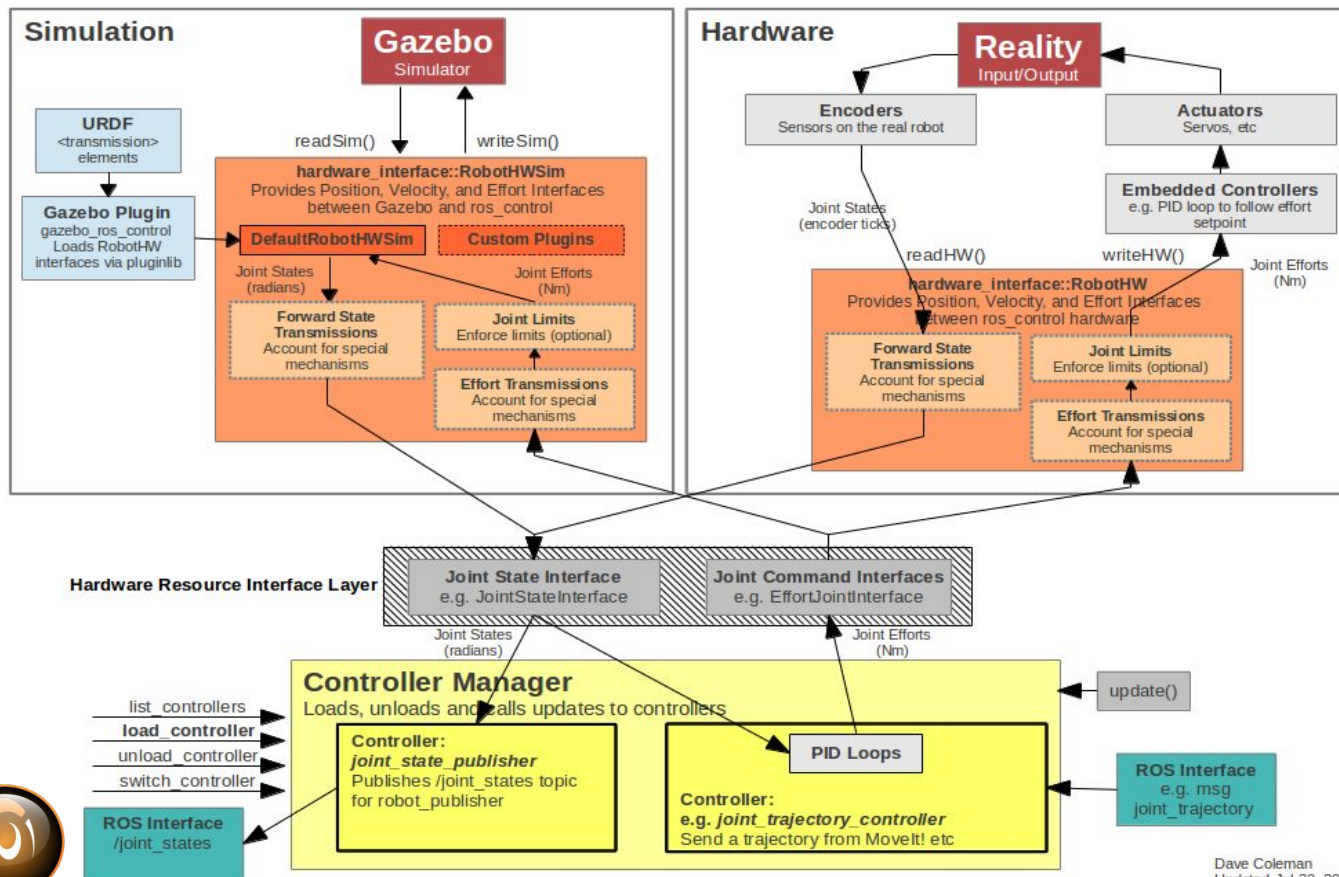 Simulation
Gazebo
Simulator
URDF
<transmission>
elements
readSim()
writeSim()
Gazebo Plugin
gazebo_ros_control
Loads RobotHW
interfaces via pluginlib
hardware_interface::RobotHWSim
Provides Position, Velocity, and Effort Interfaces
between Gazebo and ros_control
DefaultRobotHWSim
Custom Plugins
Joint States
(radians)
Joint Efforts
(Nm)
Forward State
Transmissions
Account for special
mechanisms
Joint Limits
Enforce limits (optional)
Effort Transmissions
Account for special
mechanisms
Hardware
Reality
Input/Output
Encoders
Sensors on the real robot
Actuators
Servos, etc
Embedded Controllers
e.g. PID loop to follow effort
setpoint
Joint States
(encoder ticks)
readHW()
writeHW()
Joint Efforts
(Nm)
hardware_interface::RobotHW
Provides Position, Velocity, and Effort Interfaces
between ros_control hardware
Forward State
Transmissions
Account for special
mechanisms
Joint Limits
Enforce limits (optional)
Effort Transmissions
Account for special
mechanisms
Hardware Resource Interface Layer
Joint State Interface
e.g. JointStateInterface
Joint Command Interfaces
e.g. EffortJointInterface
Joint States
(radians)
Joint Efforts
(Nm)
Controller Manager
Loads, unloads and calls updates to controllers
update()
list_controllers
load_controller
unload_controller
switch_controller
Controller:
joint_state_publisher
Publishes /joint_states topic
for robot_publisher
PID Loops
Controller:
e.g. joint_trajectory_controller
Send a trajectory from MoveIt! etc
ROS Interface
e.g. msg
joint_trajectory
ROS Interface
/joint_states
Dave Coleman
Updated Jul 30,